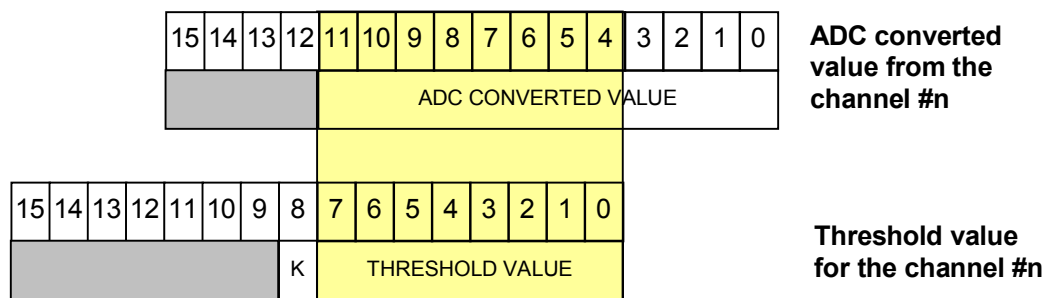 15 14 13 12 11 10 9 8 7 6 5 4 3 2 1 0
ADC converted
value from the
channel #n
ADC CONVERTED VALUE
15 14 13 12 11 10 9 8 7 6 5 4 3 2 1 0
K
THRESHOLD VALUE
Threshold value
for the channel #n